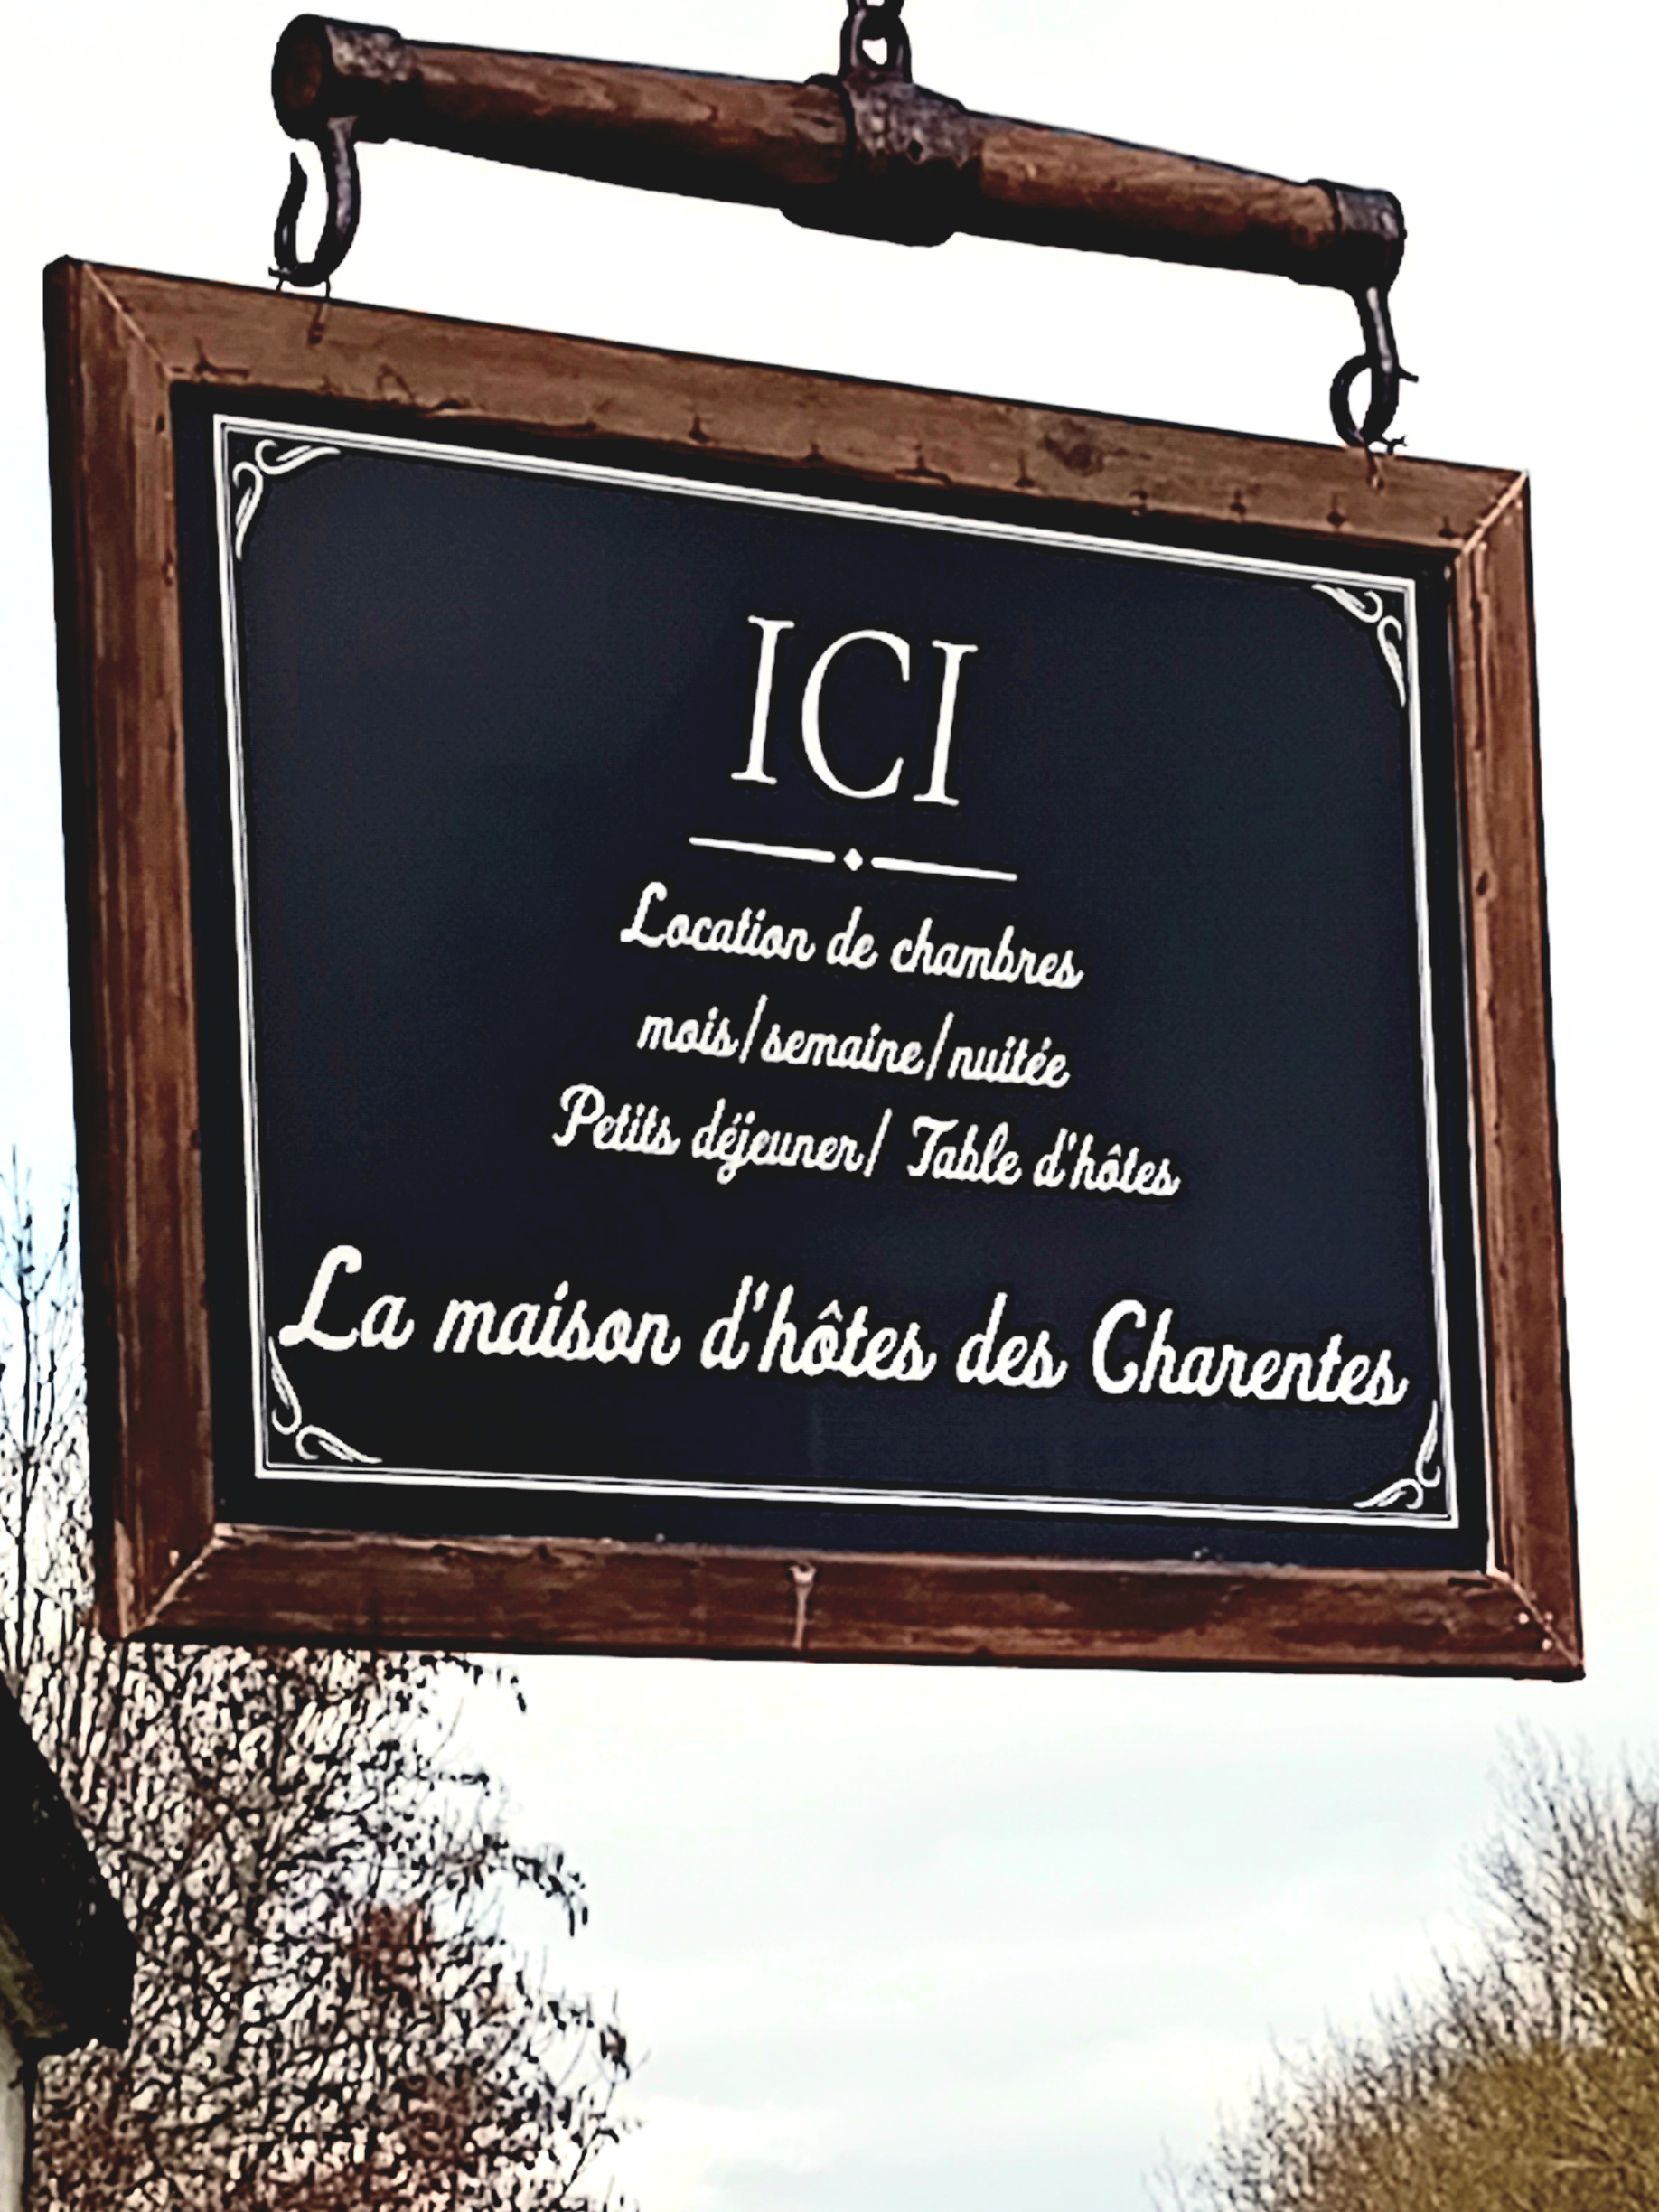 ICI
Location de chambres
mois/semaine/nuitée
Petits déjeuner/ Table d'hôtes
La maison d'hôtes des Charentes